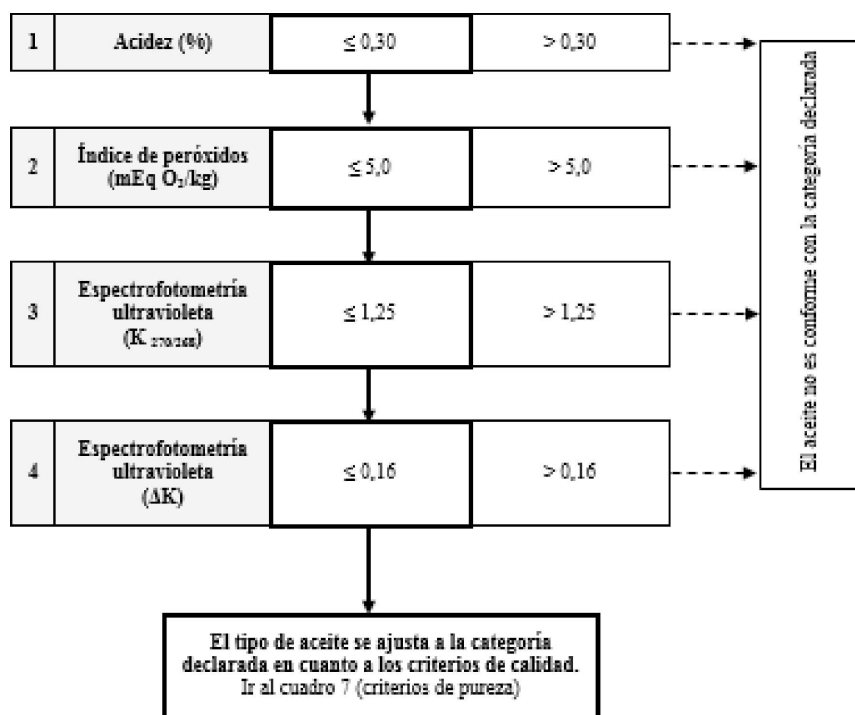 1 Acidez (%) ≤ 0,30 > 0,30
2 Índice de peróxidos
(mEq O₂/kg) ≤ 5,0 > 5,0
3 Espectrofotometría
ultravioleta
(K 270/268) ≤ 1,25 > 1,25
4 Espectrofotometría
ultravioleta
(ΔK) ≤ 0,16 > 0,16
El aceite no es conforme con la categoría declarada
El tipo de aceite se ajusta a la categoría
declarada en cuanto a los criterios de calidad.
Ir al cuadro 7 (criterios de pureza)